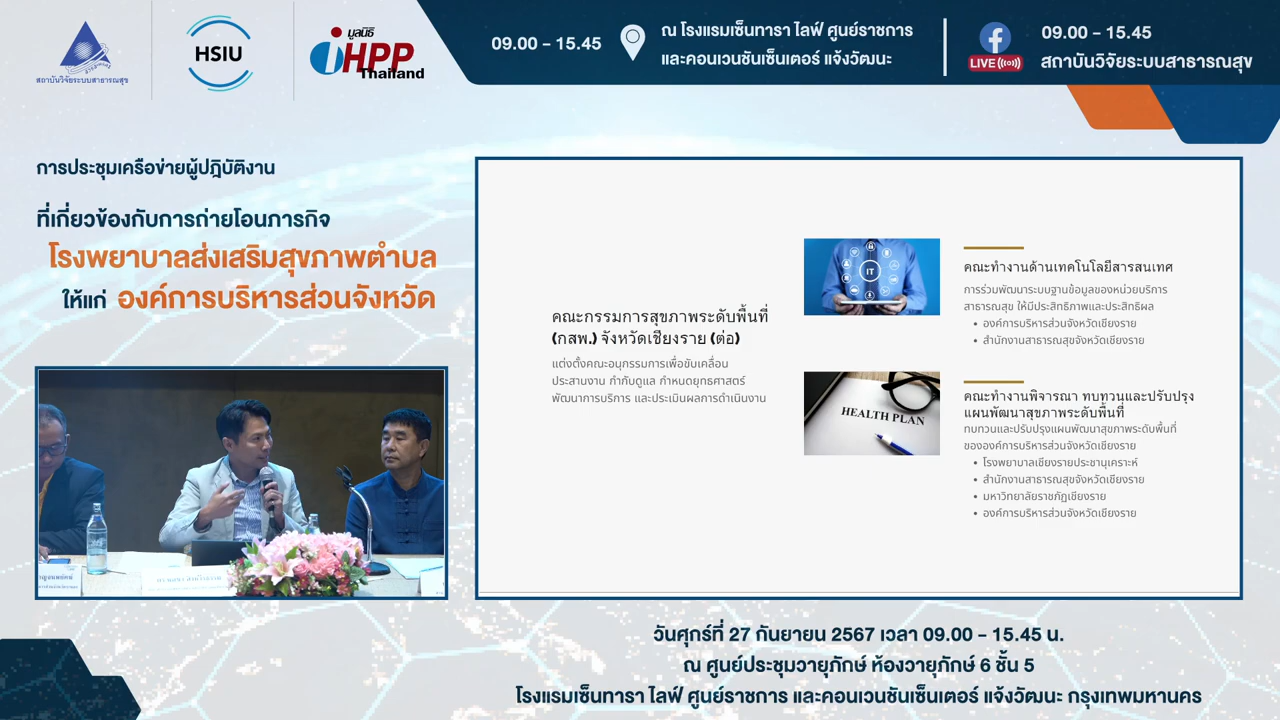 สถาบันวิจัยระบบสาธารณสุข
HSIU
มูลนิธิ
iHPP
Thailand
09.00 - 15.45
ณ โรงแรมเซ็นทารา ไลฟ์ ศูนย์ราชการ
และคอนเวนชันเซ็นเตอร์ แจ้งวัฒนะ
LIVE
09.00 - 15.45
สถาบันวิจัยระบบสาธารณสุข
การประชุมเครือข่ายผู้ปฏิบัติงาน
ที่เกี่ยวข้องกับการถ่ายโอนภารกิจ
โรงพยาบาลส่งเสริมสุขภาพตำบล
ให้แก่ องค์การบริหารส่วนจังหวัด
คณะกรรมการสุขภาพระดับพื้นที่
(กสพ.) จังหวัดเชียงราย (ต่อ)
แต่งตั้งคณะอนุกรรมการเพื่อขับเคลื่อน
ประสานงาน กำกับดูแล กำหนดยุทธศาสตร์
พัฒนาการบริการ และประเมินผลการดำเนินงาน
IT
คณะทำงานด้านเทคโนโลยีสารสนเทศ
การร่วมพัฒนาระบบฐานข้อมูลของหน่วยบริการ
สาธารณสุข ให้มีประสิทธิภาพและประสิทธิผล
• องค์การบริหารส่วนจังหวัดเชียงราย
• สำนักงานสาธารณสุขจังหวัดเชียงราย
HEALTH PLAN
คณะทำงานพิจารณา ทบทวนและปรับปรุง
แผนพัฒนาสุขภาพระดับพื้นที่
ทบทวนและปรับปรุงแผนพัฒนาสุขภาพระดับพื้นที่
ขององค์การบริหารส่วนจังหวัดเชียงราย
• โรงพยาบาลเชียงรายประชานุเคราะห์
• สำนักงานสาธารณสุขจังหวัดเชียงราย
• มหาวิทยาลัยราชภัฏเชียงราย
• องค์การบริหารส่วนจังหวัดเชียงราย
วันศุกร์ที่ 27 กันยายน 2567 เวลา 09.00 - 15.45 น.
ณ ศูนย์ประชุมวายุภักษ์ ห้องวายุภักษ์ 6 ชั้น 5
โรงแรมเซ็นทารา ไลฟ์ ศูนย์ราชการ และคอนเวนชันเซ็นเตอร์ แจ้งวัฒนะ กรุงเทพมหานคร